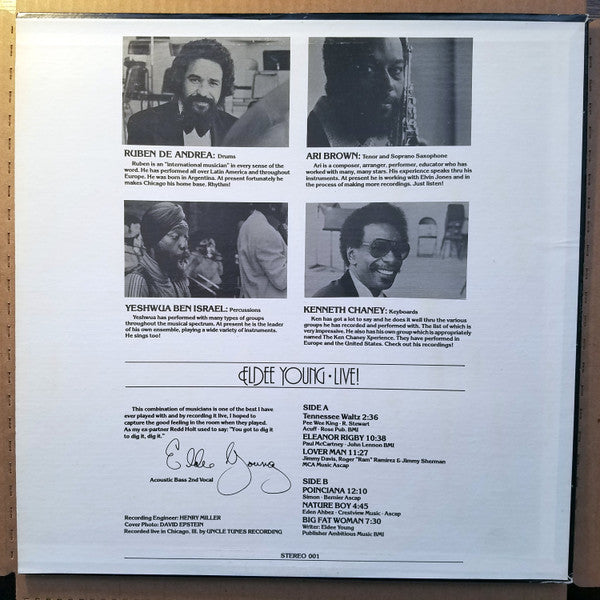 RUBEN DE ANDREA: Drums
Ruben is an "international musician" in every sense of the
word. He has performed all over Latin America and throughout
Europe. He was born in Argentina. At present fortunately he
makes Chicago his home base. Rhythm!
ARI BROWN: Tenor and Soprano Saxophone
Ari is a composer, arranger, performer, educator who has
worked with many, many stars. His experience speaks thru his
instruments. At present he is working with Elvin Jones and in
the process of making more recordings. Just listen!
YESHWUA BEN ISRAEL: Percussions
Yeshwua has performed with many types of groups
throughout the musical spectrum. At present he is the leader
of his own ensemble, playing a wide variety of instruments.
He sings too!
KENNETH CHANEY: Keyboards
Ken has got a lot to say and he does it well thru the various
groups he has recorded and performed with. The list of which is
very impressive. He also has his own group which is appropriately
named The Ken Chaney Xperience. They have performed in
Europe and the United States. Check out his recordings!
ELDEE YOUNG • LIVE!
This combination of musicians is one of the best I have
ever played with and by recording it live, I hoped to
capture the good feeling in the room when they played.
As my ex-partner Redd Holt used to say: "You got to dig it
to dig it, dig it."
Eldee Young
Acoustic Bass 2nd Vocal
Recording Engineer: HENRY MILLER
Cover Photo: DAVID EPSTEIN
Recorded live in Chicago, Ill. by UNCLE TUNES RECORDING
SIDE A
Tennessee Waltz 2:36
Pee Wee King · R. Stewart
Acuff · Rose Pub. BMI
ELEANOR RIGBY 10:38
Paul McCartney · John Lennon BMI
LOVER MAN 11:27
Jimmy Davis, Roger "Ram" Ramirez & Jimmy Sherman
MCA Music Ascap
SIDE B
POINCIANA 12:10
Simon · Bernier Ascap
NATURE BOY 4:45
Eden Ahbez · Crestview Music · Ascap
BIG FAT WOMAN 7:30
Writer: Eldee Young
Publisher Ambitious Music BMI
STEREO 001